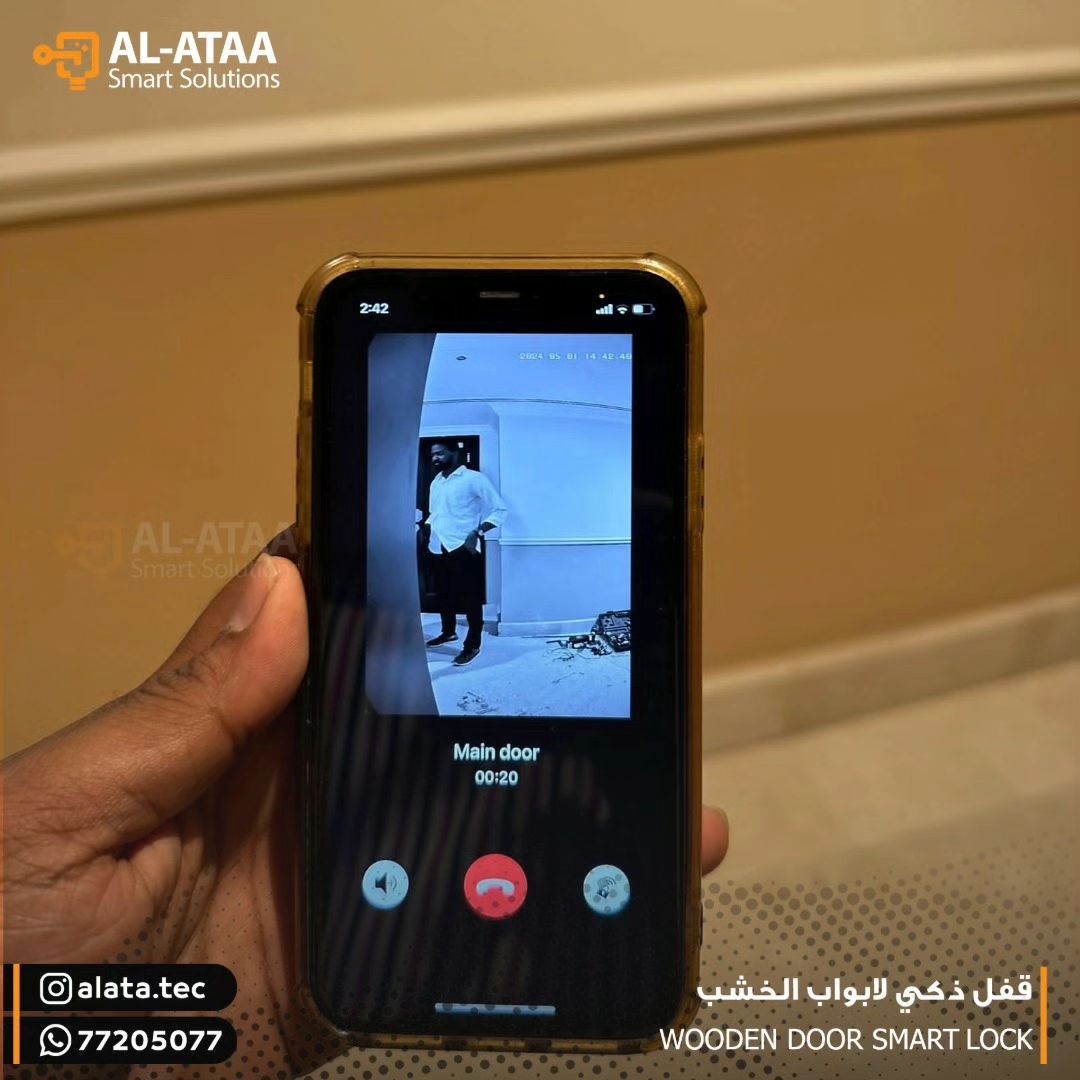 AL-ATAA
Smart Solutions
2:42
2024 05 01 14:42:49
AL-ATAA
Smart Solutions
Main door
00:20
alata.tec
77205077
قفل ذكي لابواب الخشب
WOODEN DOOR SMART LOCK